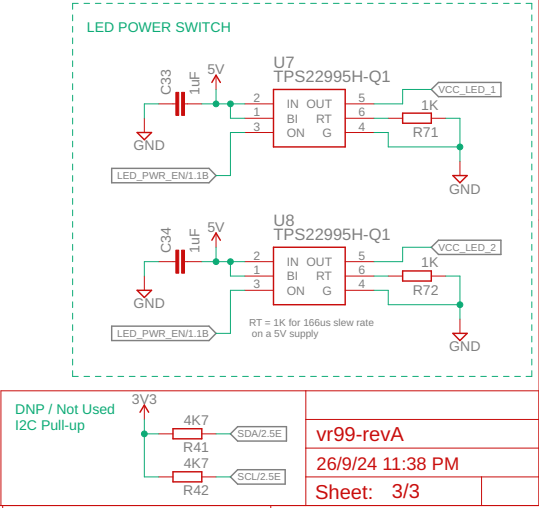 LED POWER SWITCH
U7
TPS22995H-Q1
C33
1uF
5V
2 IN OUT 5
1 BI RT 6
3 ON G 4
VCC_LED_1
1K
R71
GND
GND
LED_PWR_EN/1.1B
U8
TPS22995H-Q1
C34
1uF
5V
2 IN OUT 5
1 BI RT 6
3 ON G 4
VCC_LED_2
1K
R72
GND
GND
LED_PWR_EN/1.1B
RT = 1K for 166us slew rate
on a 5V supply
DNP / Not Used
I2C Pull-up
3V3
4K7
R41
SDA/2.5E
4K7
R42
SCL/2.5E
vr99-revA
26/9/24 11:38 PM
Sheet: 3/3